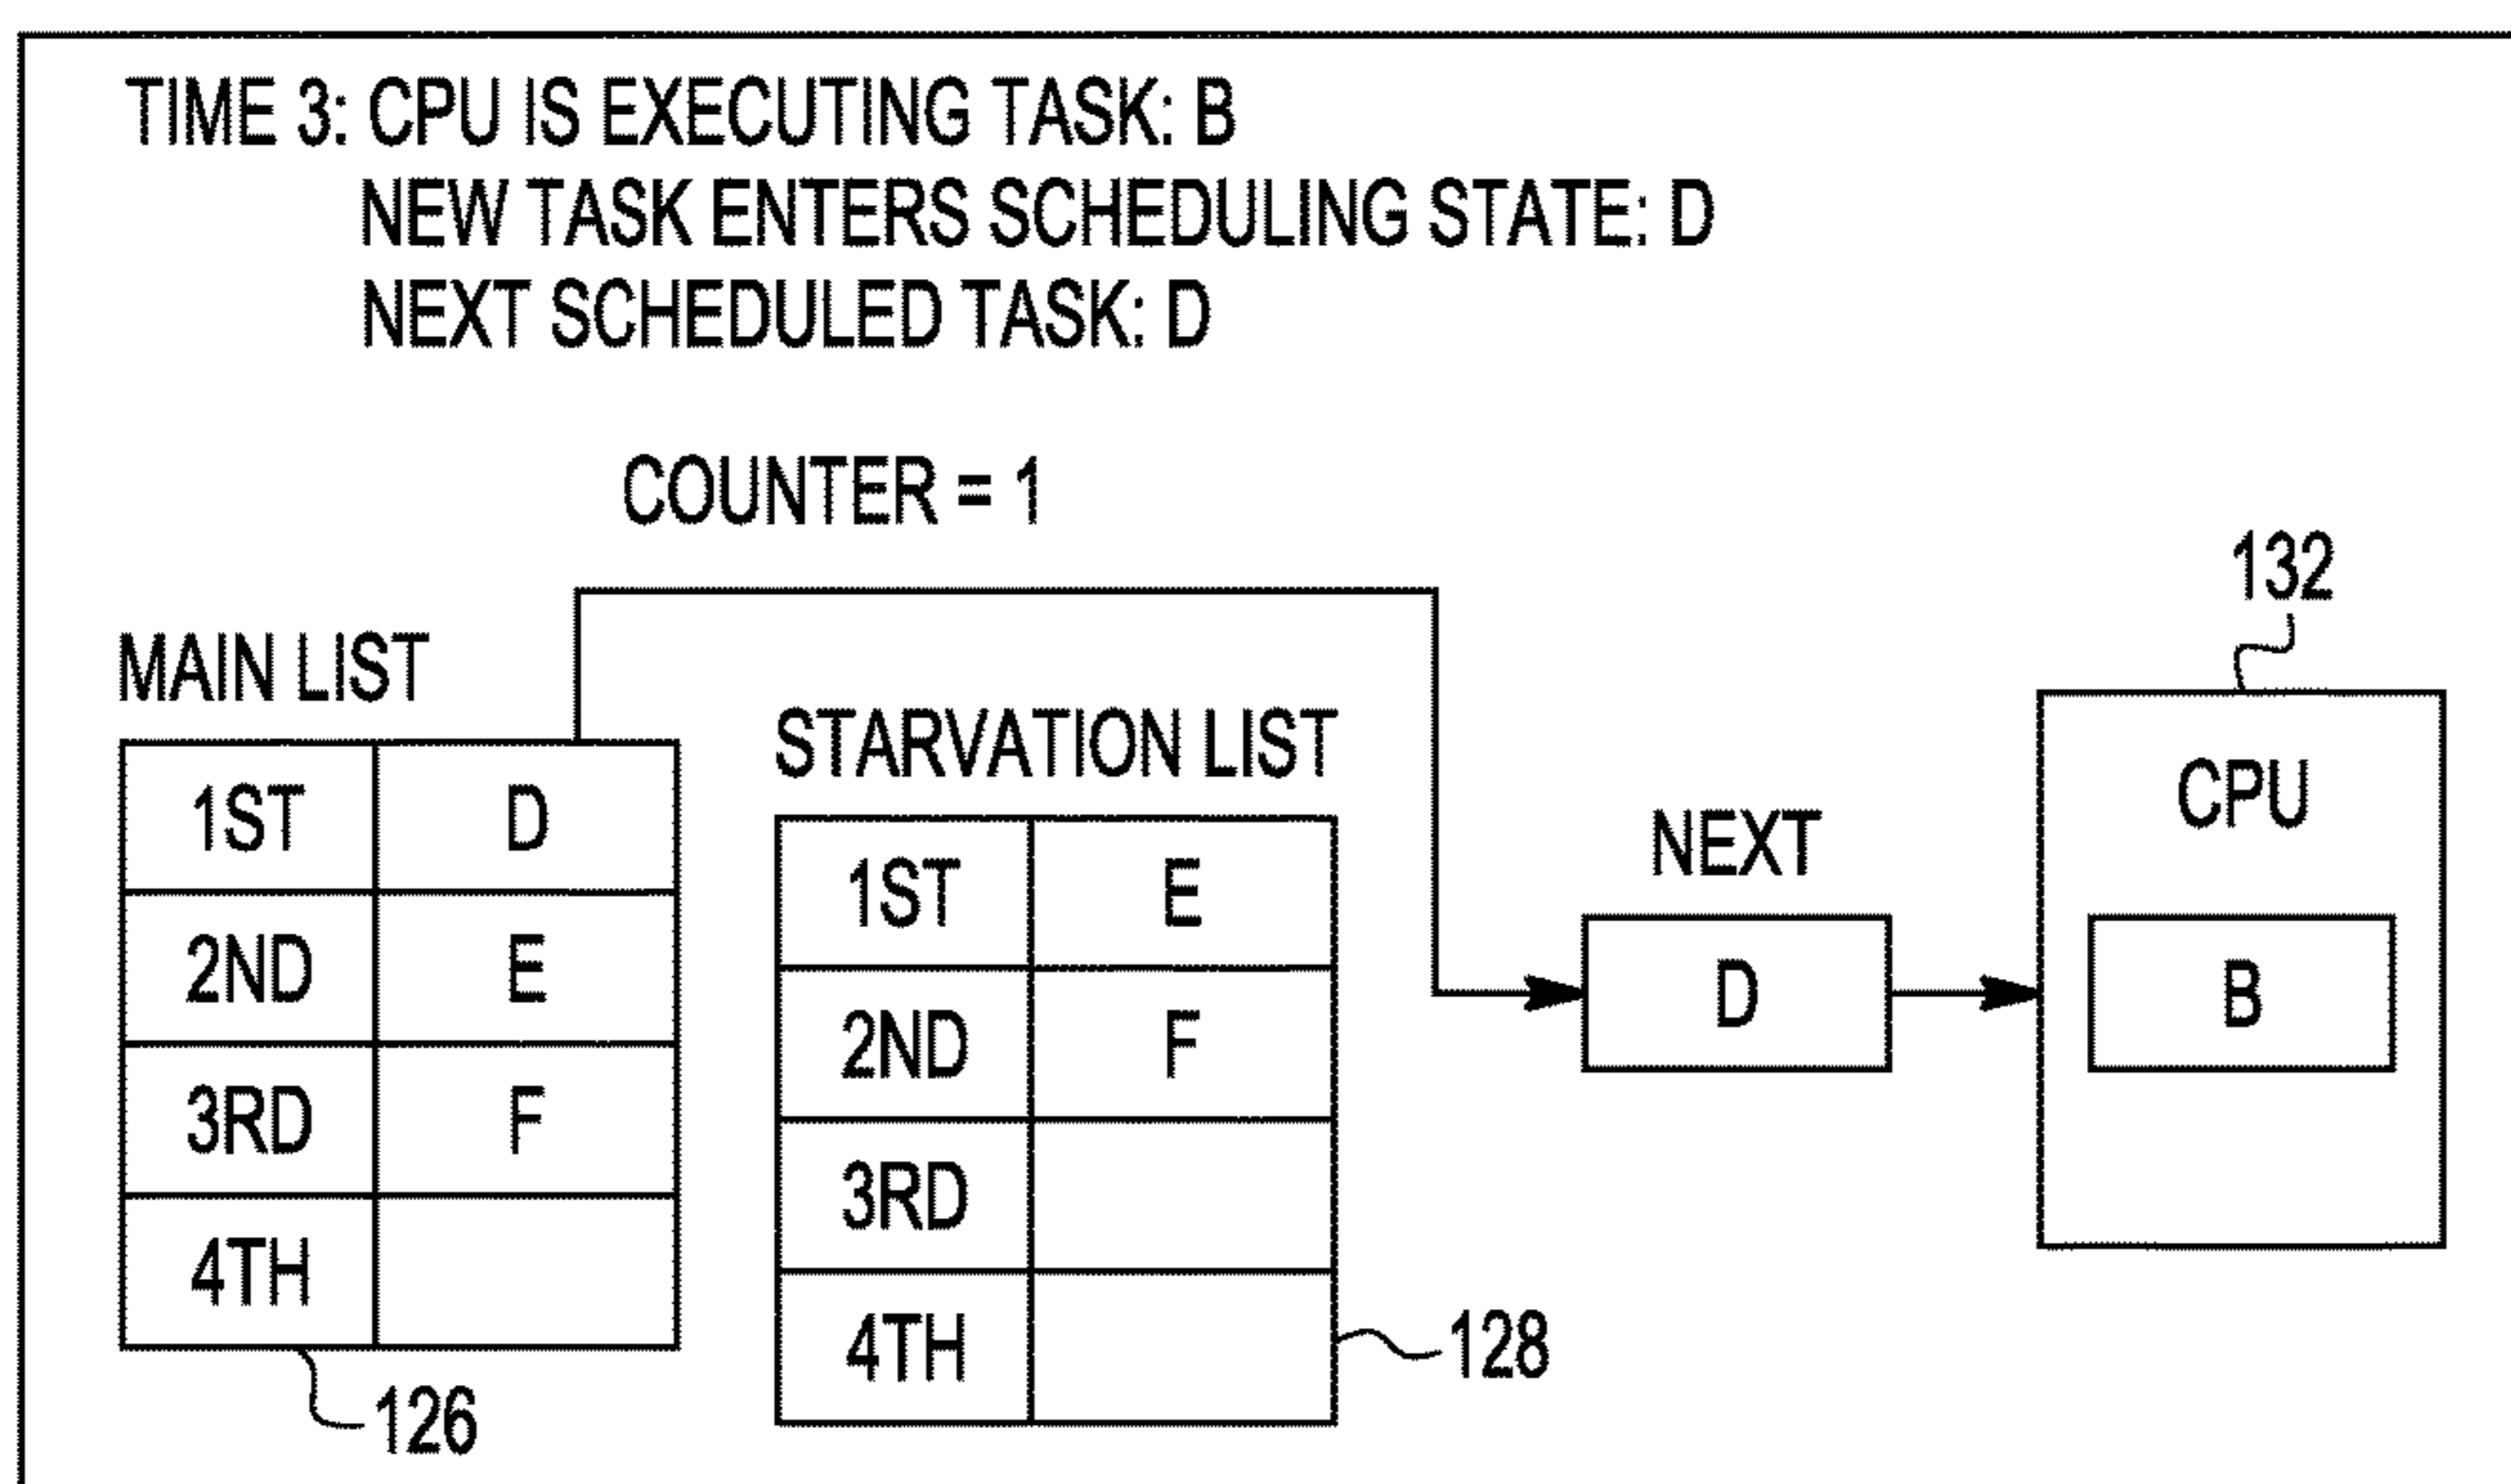 TIME 3: CPU IS EXECUTING TASK: B
NEW TASK ENTERS SCHEDULING STATE: D
NEXT SCHEDULED TASK: D
COUNTER = 1
MAIN LIST
1ST D
2ND E
3RD F
4TH
126
STARVATION LIST
1ST E
2ND F
3RD
4TH
128
NEXT
D
132
CPU
B